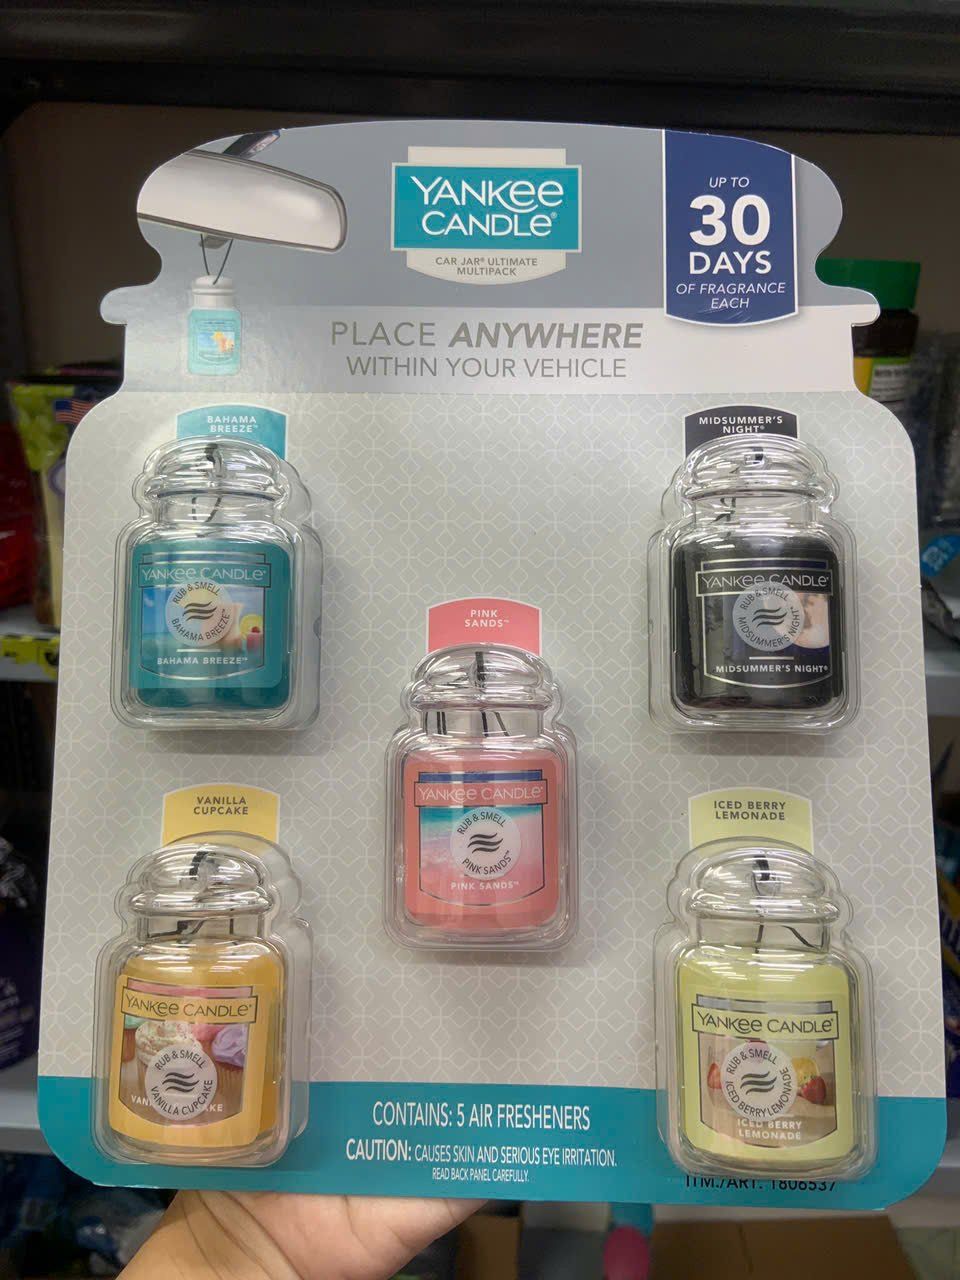 YANKEE CANDLE®
CAR JAR® ULTIMATE
MULTIPACK
UP TO
30
DAYS
OF FRAGRANCE
EACH
PLACE ANYWHERE
WITHIN YOUR VEHICLE
BAHAMA
BREEZE™
YANKEE CANDLE®
RUB & SMELL
BAHAMA BREEZE™
BAHAMA BREEZE™
MIDSUMMER'S
NIGHT®
YANKEE CANDLE®
RUB & SMELL
MIDSUMMER'S NIGHT®
MIDSUMMER'S NIGHT®
PINK
SANDS™
YANKEE CANDLE®
RUB & SMELL
PINK SANDS™
PINK SANDS™
VANILLA
CUPCAKE
YANKEE CANDLE®
RUB & SMELL
VANILLA CUPCAKE
ICED BERRY
LEMONADE
YANKEE CANDLE®
RUB & SMELL
ICED BERRY LEMONADE
ICED BERRY
LEMONADE
CONTAINS: 5 AIR FRESHENERS
CAUTION: CAUSES SKIN AND SERIOUS EYE IRRITATION.
READ BACK PANEL CAREFULLY.
ITM./ART. 1806537